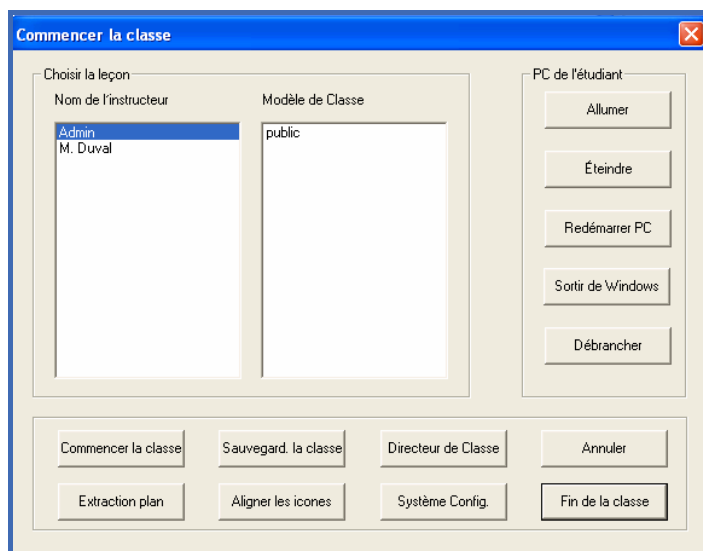 Commencer la classe
Choisir la leçon
Nom de l'instructeur
Modèle de Classe
Admin
M. Duval
public
PC de l'étudiant
Allumer
Éteindre
Redémarrer PC
Sortir de Windows
Débrancher
Commencer la classe
Sauvegard. la classe
Directeur de Classe
Annuler
Extraction plan
Aligner les icones
Système Config.
Fin de la classe